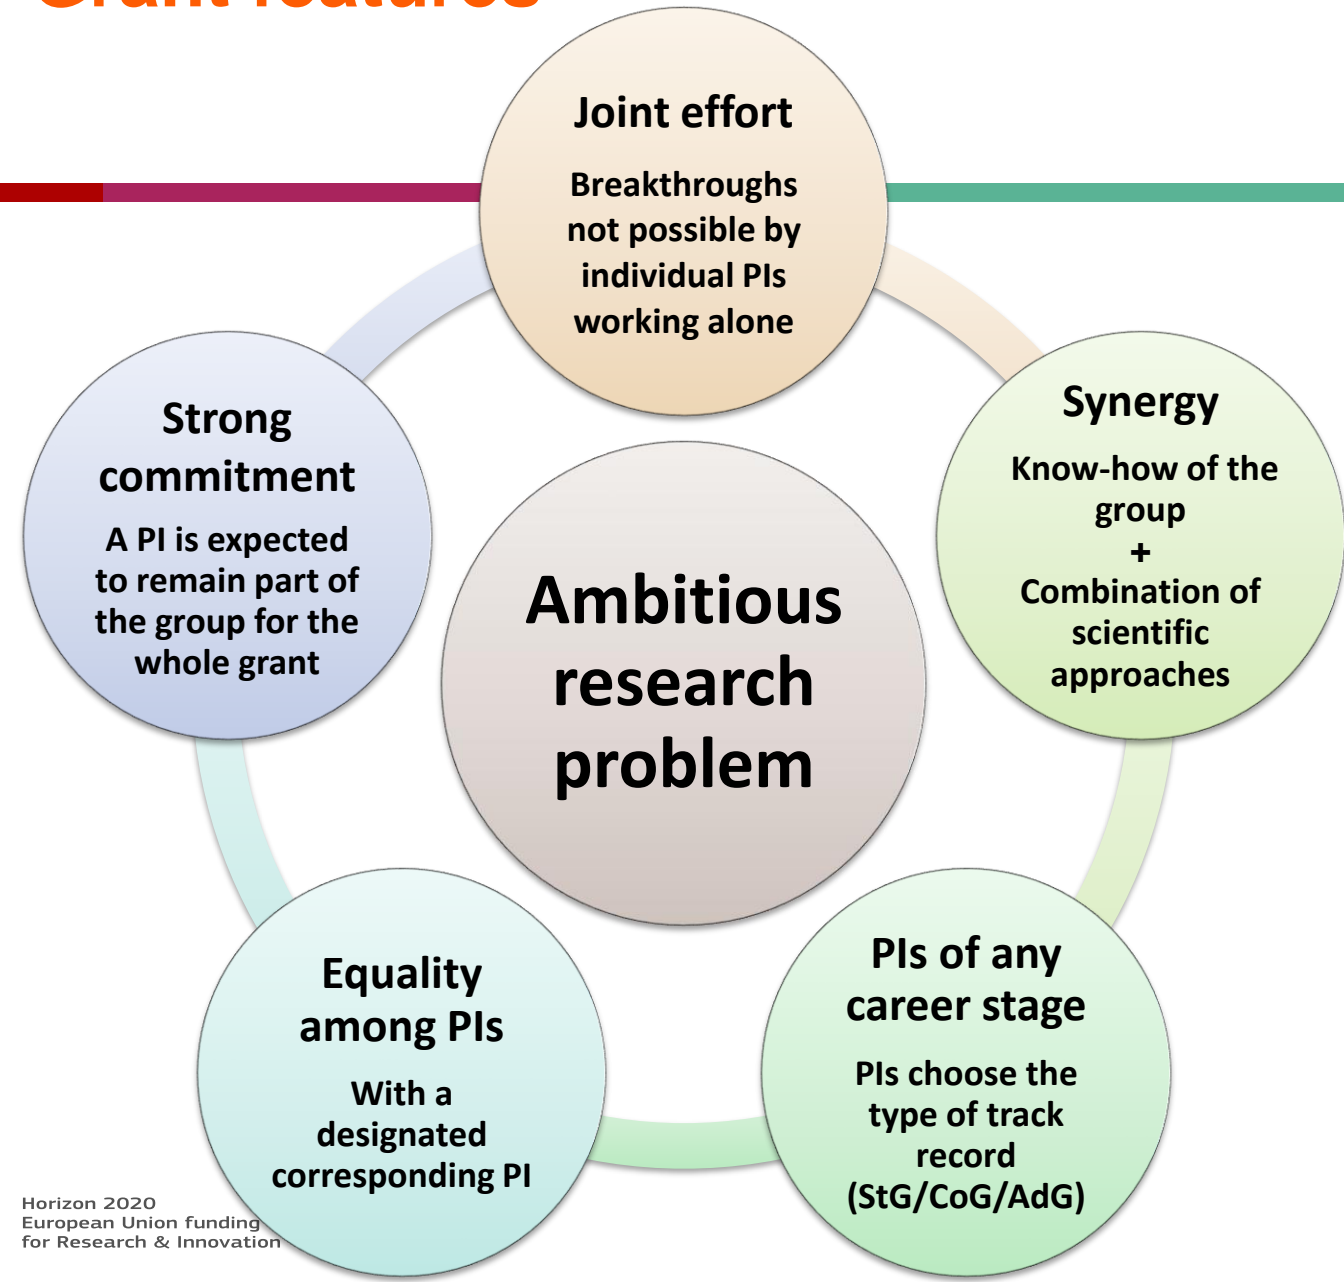 Grant features
Joint effort
Breakthroughs
not possible by
individual PIs
working alone
Synergy
Know-how of the
group
+
Combination of
scientific
approaches
PIs of any
career stage
PIs choose the
type of track
record
(StG/CoG/AdG)
Equality
among PIs
With a
designated
corresponding PI
Strong
commitment
A PI is expected
to remain part of
the group for the
whole grant
Ambitious
research
problem
Horizon 2020
European Union funding
for Research & Innovation